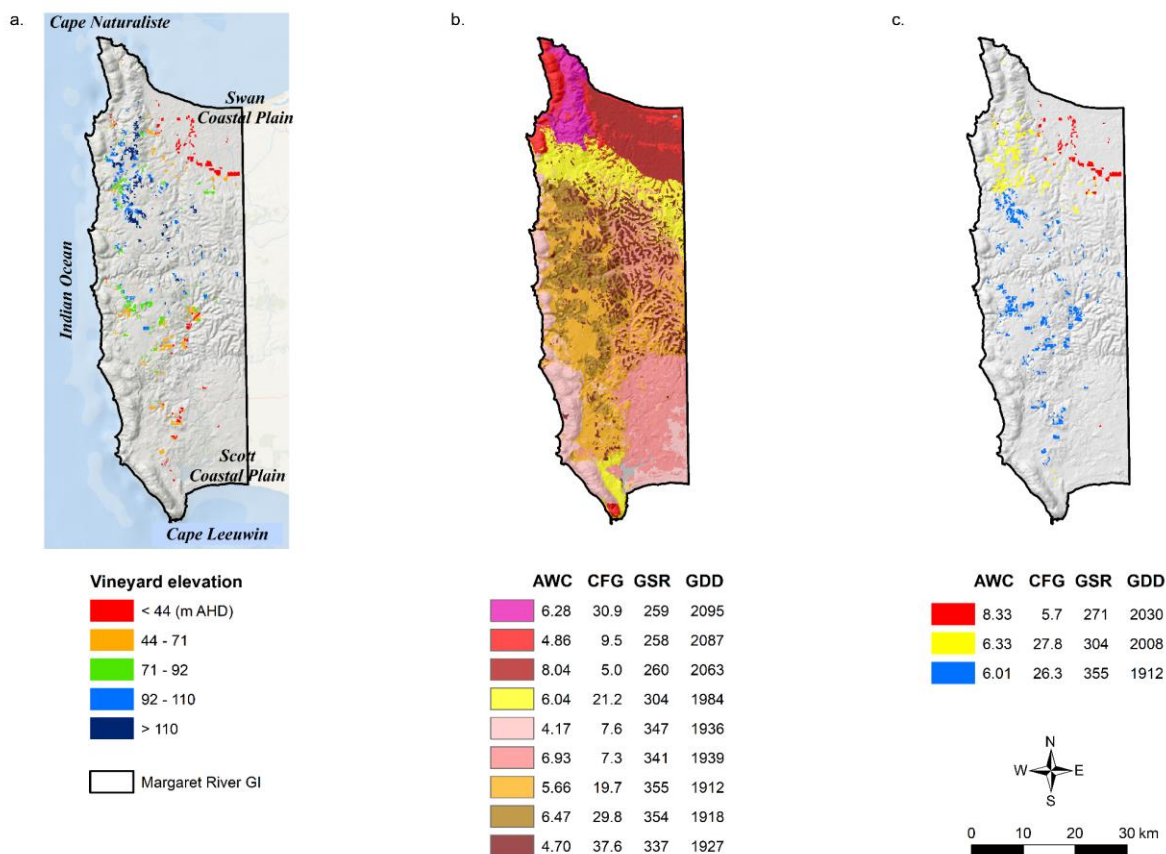 a.
Cape Naturaliste
Swan
Coastal Plain
Indian Ocean
Scott
Coastal Plain
Cape Leeuwin
Vineyard elevation
< 44 (m AHD)
44 - 71
71 - 92
92 - 110
> 110
Margaret River GI
b.
AWC CFG GSR GDD
6.28 30.9 259 2095
4.86 9.5 258 2087
8.04 5.0 260 2063
6.04 21.2 304 1984
4.17 7.6 347 1936
6.93 7.3 341 1939
5.66 19.7 355 1912
6.47 29.8 354 1918
4.70 37.6 337 1927
c.
AWC CFG GSR GDD
8.33 5.7 271 2030
6.33 27.8 304 2008
6.01 26.3 355 1912
N
W E
S
0 10 20 30 km